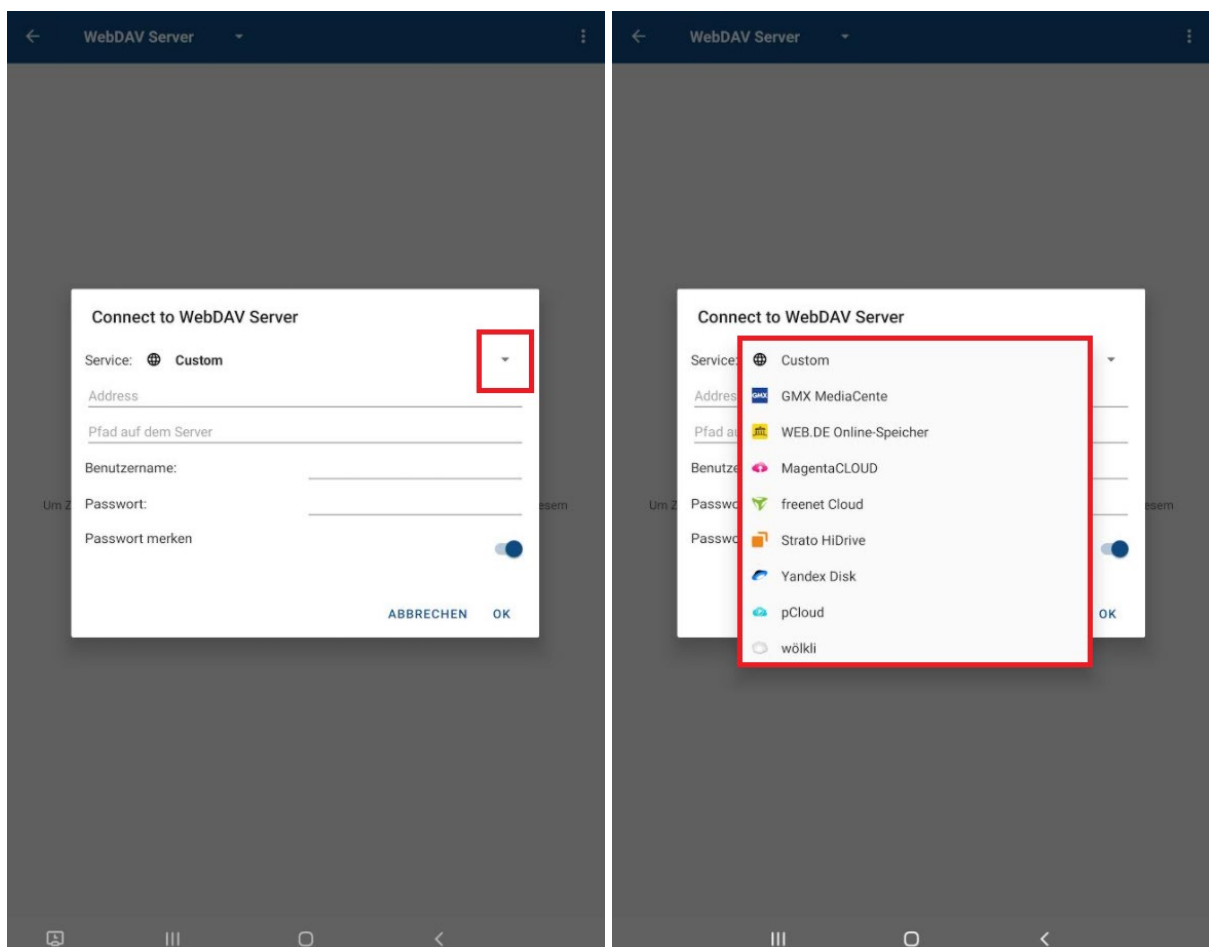 WebDAV Server
Connect to WebDAV Server
Service: Custom
Address
Pfad auf dem Server
Benutzername:
Um Z
Passwort:
esem
Passwort merken
ABBRECHEN OK
WebDAV Server
Connect to WebDAV Server
Service: Custom
Addres GMX GMX MediaCente
Pfad au WEB.DE Online-Speicher
Benutze MagentaCLOUD
Um Z Passwo freenet Cloud esem
Passwo Strato HiDrive
Yandex Disk
pCloud OK
wölkli